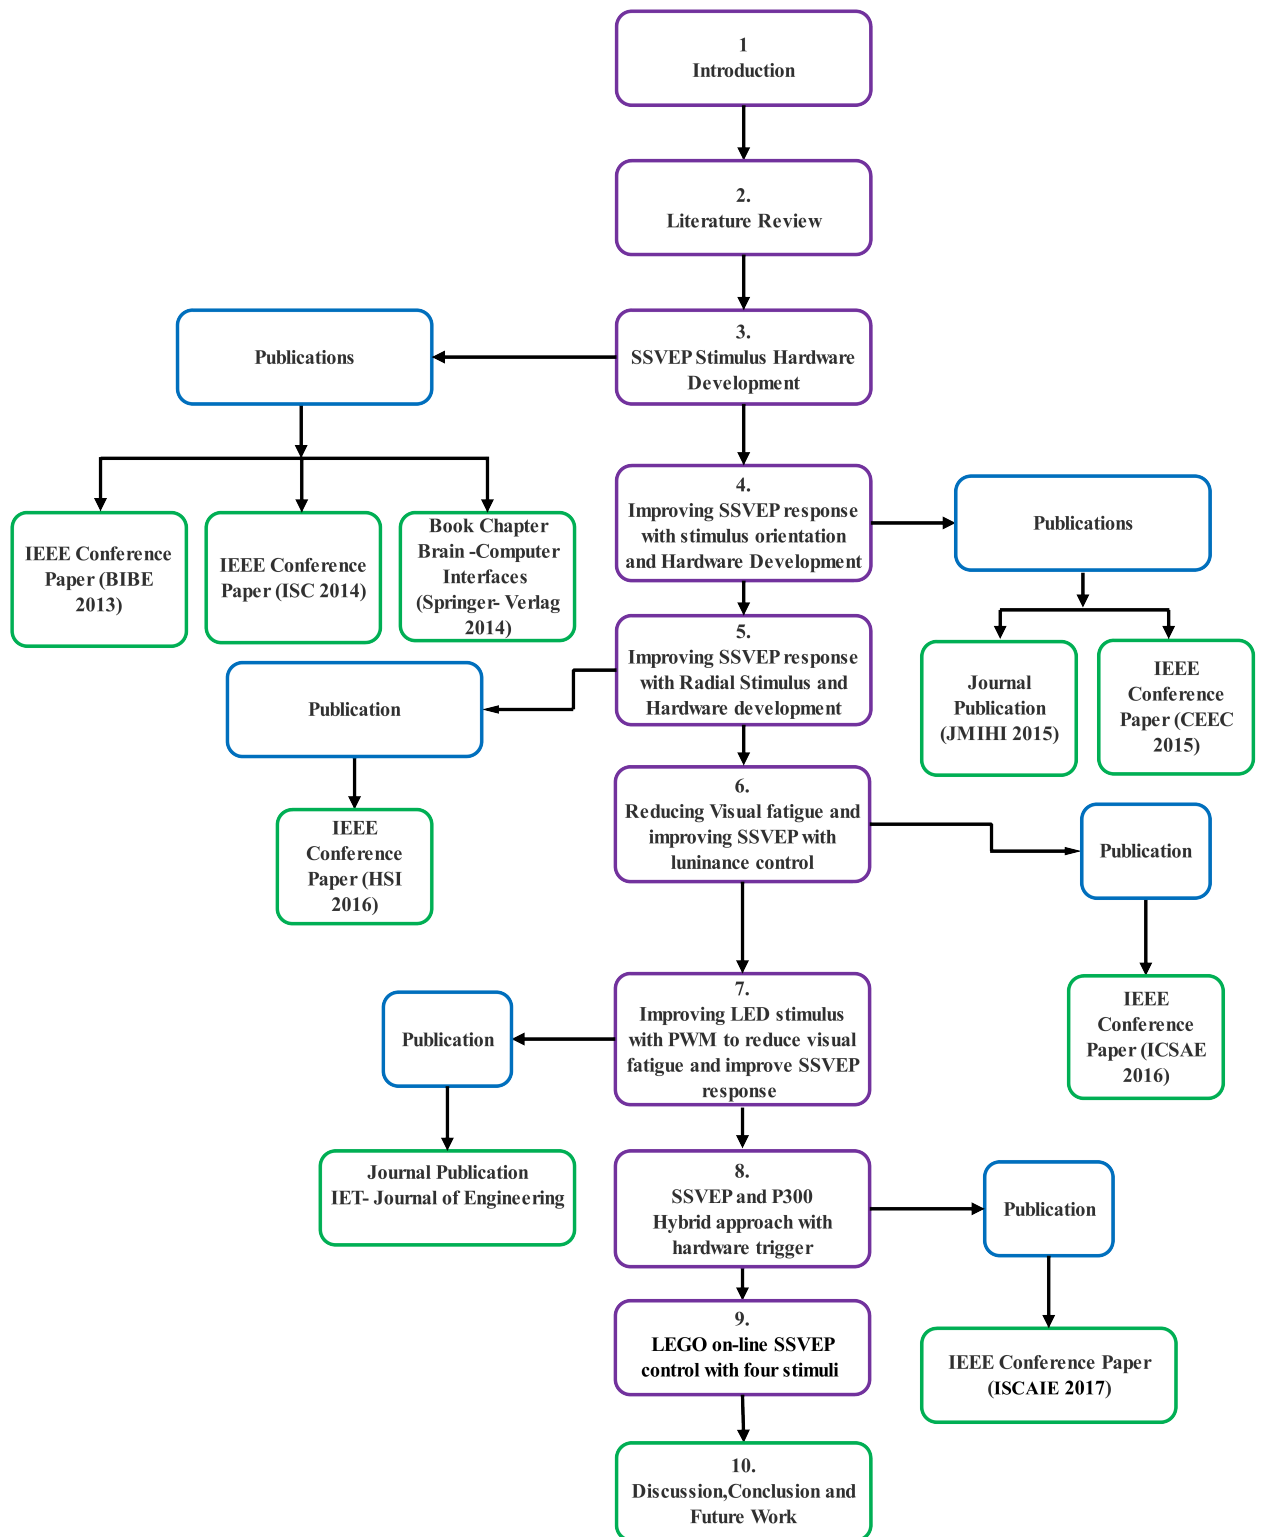 1
Introduction
2.
Literature Review
3.
SSVEP Stimulus Hardware
Development
Publications
IEEE Conference
Paper (BIBE
2013)
IEEE Conference
Paper (ISC 2014)
Book Chapter
Brain -Computer
Interfaces
(Springer- Verlag
2014)
4.
Improving SSVEP response
with stimulus orientation
and Hardware Development
Publications
Journal
Publication
(JMIHI 2015)
IEEE
Conference
Paper (CEEC
2015)
5.
Improving SSVEP response
with Radial Stimulus and
Hardware development
Publication
IEEE
Conference
Paper (HSI
2016)
6.
Reducing Visual fatigue and
improving SSVEP with
luninance control
Publication
IEEE
Conference
Paper (ICSAE
2016)
7.
Improving LED stimulus
with PWM to reduce visual
fatigue and improve SSVEP
response
Publication
Journal Publication
IET- Journal of Engineering
8.
SSVEP and P300
Hybrid approach with
hardware trigger
Publication
IEEE Conference Paper
(ISCAIE 2017)
9.
LEGO on-line SSVEP
control with four stimuli
10.
Discussion,Conclusion and
Future Work